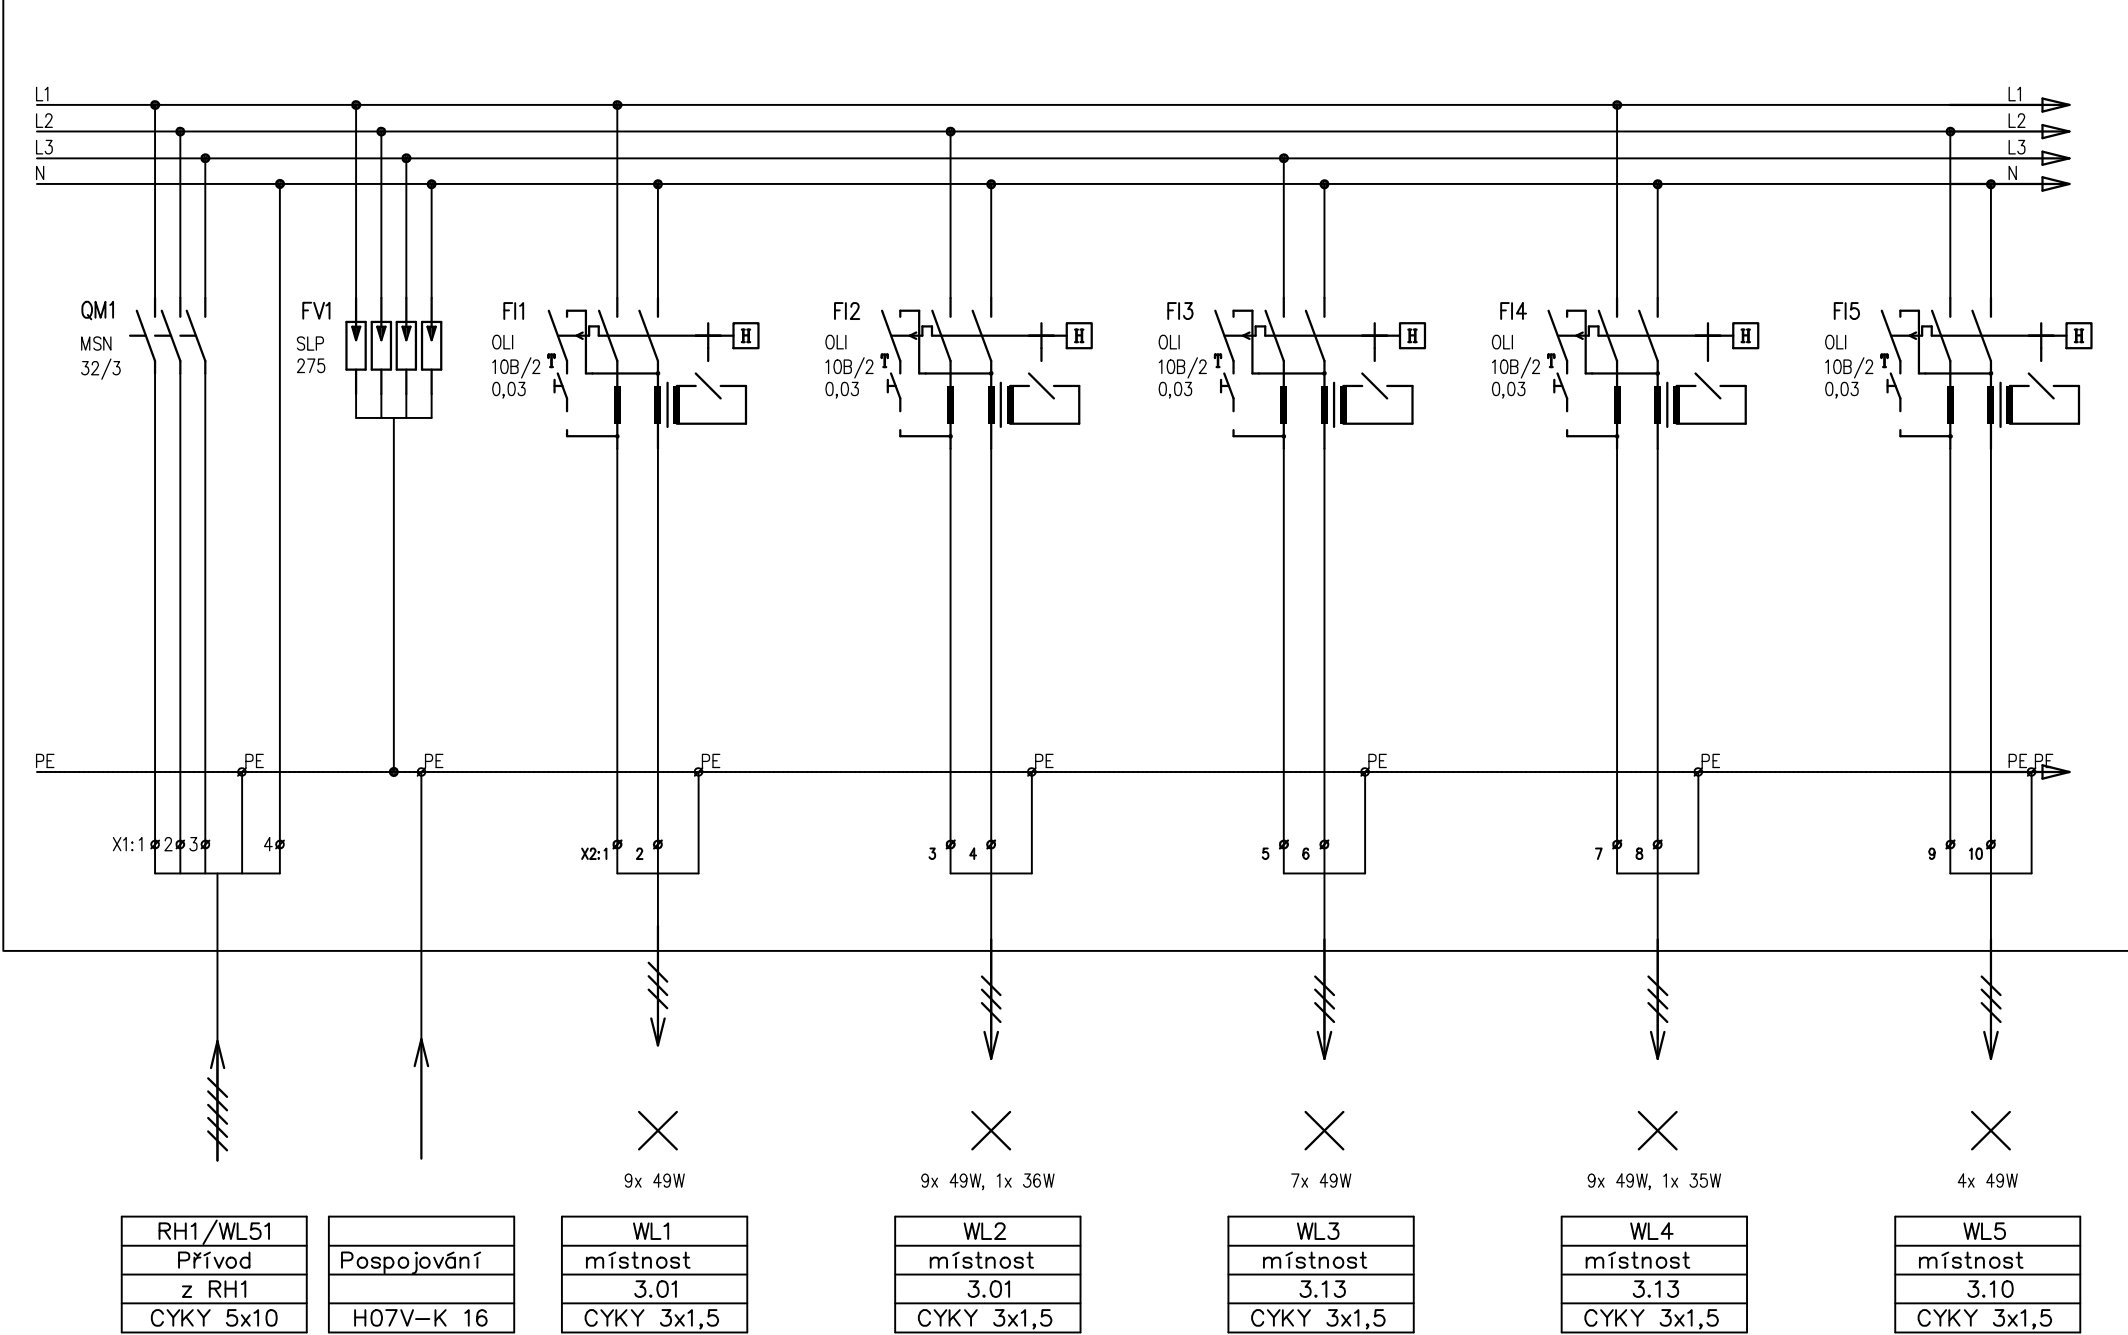 L1 L1
L2 L2
L3 L3
N N
QM1 FV1 FI1 FI2 FI3 FI4 FI5
MSN SLP OLI OLI OLI OLI OLI
H H H H H
32/3 275 10B/2 T 10B/2 T 10B/2 T 10B/2 T 10B/2 T
0,03 0,03 0,03 0,03 0,03
PE PE PE PE PE PE PE PE PE
X1:1 2 3 4 X2:1 2 3 4 5 6 7 8 9 10
9x 49W 9x 49W, 1x 36W 7x 49W 9x 49W, 1x 35W 4x 49W
RH1/WL51 WL1 WL2 WL3 WL4 WL5
Přívod Pospojování místnost místnost místnost místnost místnost
z RH1 3.01 3.01 3.13 3.13 3.10
CYKY 5x10 H07V-K 16 CYKY 3x1,5 CYKY 3x1,5 CYKY 3x1,5 CYKY 3x1,5 CYKY 3x1,5